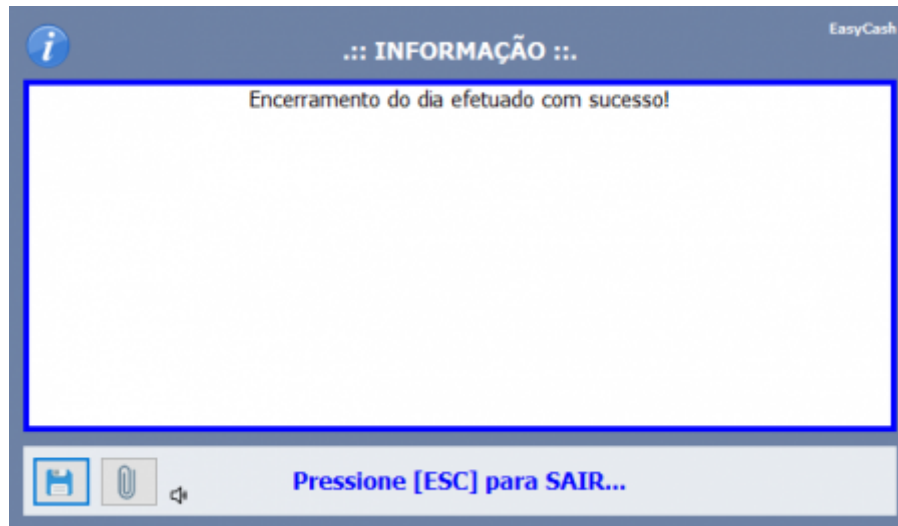 EasyCash
.:: INFORMAÇÃO ::.
Encerramento do dia efetuado com sucesso!
Pressione [ESC] para SAIR...